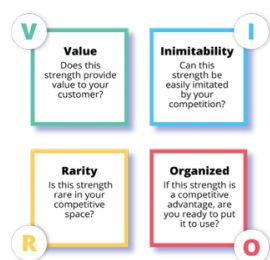 V
Value
Does this
strength provide
value to your
customer?
I
Inimitability
Can this
strength be
easily imitated
by your
competition?
R
Rarity
Is this strength
rare in your
competitive
space?
O
Organized
If this strength is
a competitive
advantage, are
you ready to put
it to use?